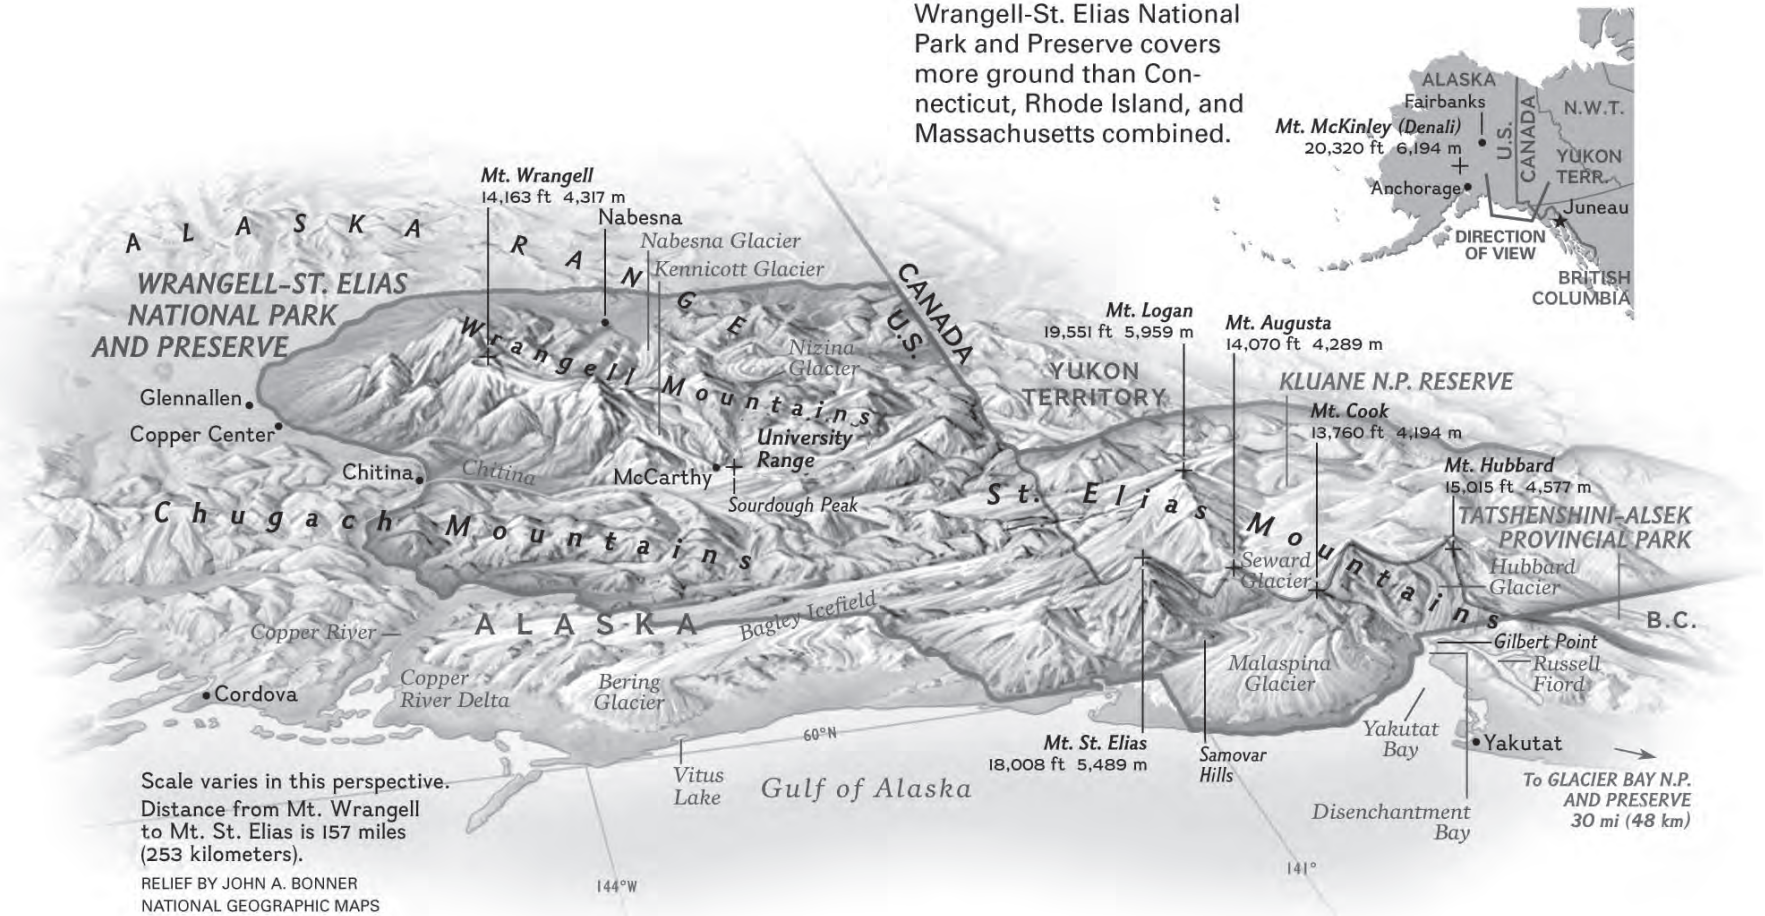 Wrangell-St. Elias National
Park and Preserve covers
more ground than Con-
necticut, Rhode Island, and
Massachusetts combined.
ALASKA
Fairbanks
Mt. McKinley (Denali)
20,320 ft 6,194 m
Anchorage
U.S.
CANADA
N.W.T.
YUKON
TERR.
Juneau
DIRECTION
OF VIEW
BRITISH
COLUMBIA
Mt. Wrangell
14,163 ft 4,317 m
Nabesna
Nabesna Glacier
Kennicott Glacier
ALASKA RANGE
WRANGELL-ST. ELIAS
NATIONAL PARK
AND PRESERVE
CANADA
U.S.
Wrangell Mountains
Nizina
Glacier
Mt. Logan
19,551 ft 5,959 m
Mt. Augusta
14,070 ft 4,289 m
YUKON
TERRITORY
KLUANE N.P. RESERVE
Mt. Cook
13,760 ft 4,194 m
Glennallen
Copper Center
Chitina
Chitina
McCarthy
University
Range
Sourdough Peak
Mt. Hubbard
15,015 ft 4,577 m
TATSHENSHINI-ALSEK
PROVINCIAL PARK
Chugach Mountains
St. Elias Mountains
Seward
Glacier
Hubbard
Glacier
ALASKA
Bagley Icefield
B.C.
Copper River
Gilbert Point
Russell
Fiord
Malaspina
Glacier
Copper
River Delta
Bering
Glacier
Cordova
Yakutat
Bay
Yakutat
60°N
Mt. St. Elias
18,008 ft 5,489 m
Samovar
Hills
Vitus
Lake
Gulf of Alaska
Disenchantment
Bay
To GLACIER BAY N.P.
AND PRESERVE
30 mi (48 km)
Scale varies in this perspective.
Distance from Mt. Wrangell
to Mt. St. Elias is 157 miles
(253 kilometers).
RELIEF BY JOHN A. BONNER
NATIONAL GEOGRAPHIC MAPS
144°W
141°